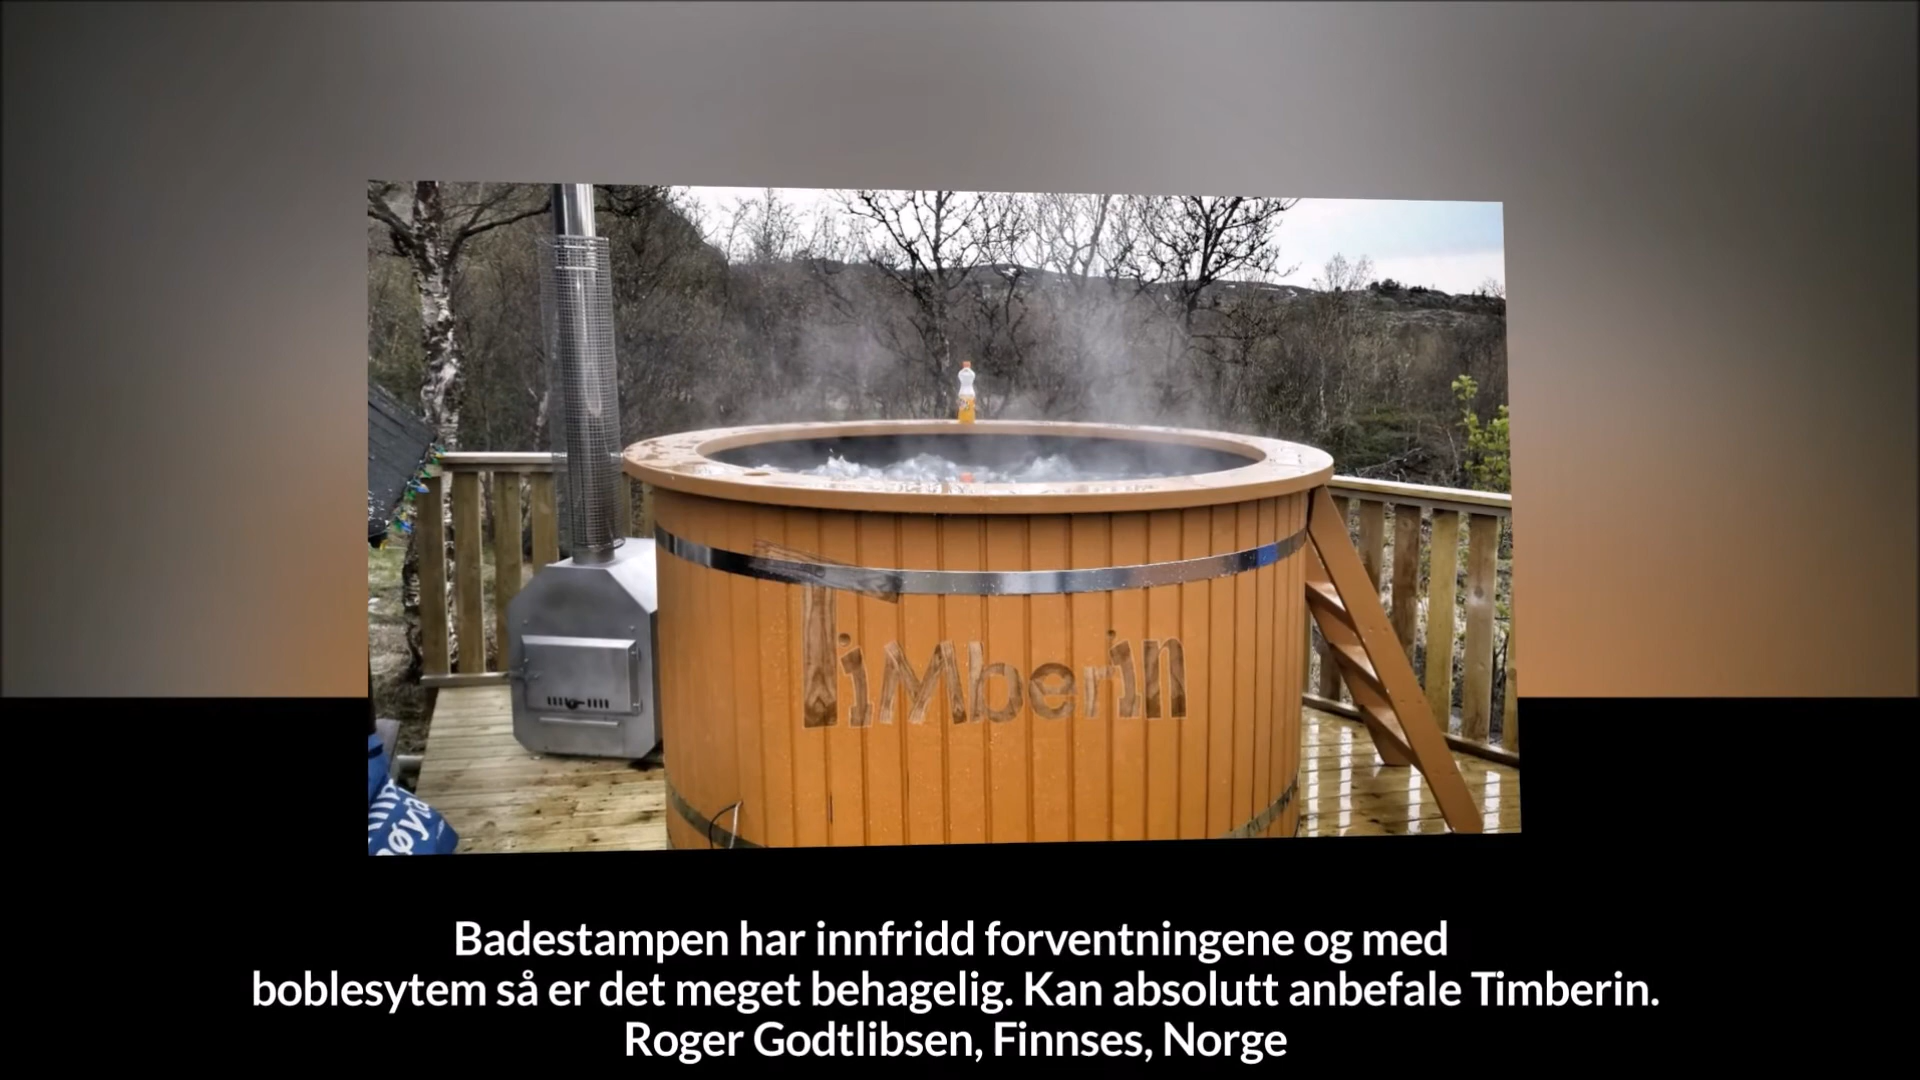 Timberin
Badestampen har innfridd forventningene og med
boblesytem så er det meget behagelig. Kan absolutt anbefale Timberin.
Roger Godtlibsen, Finnses, Norge